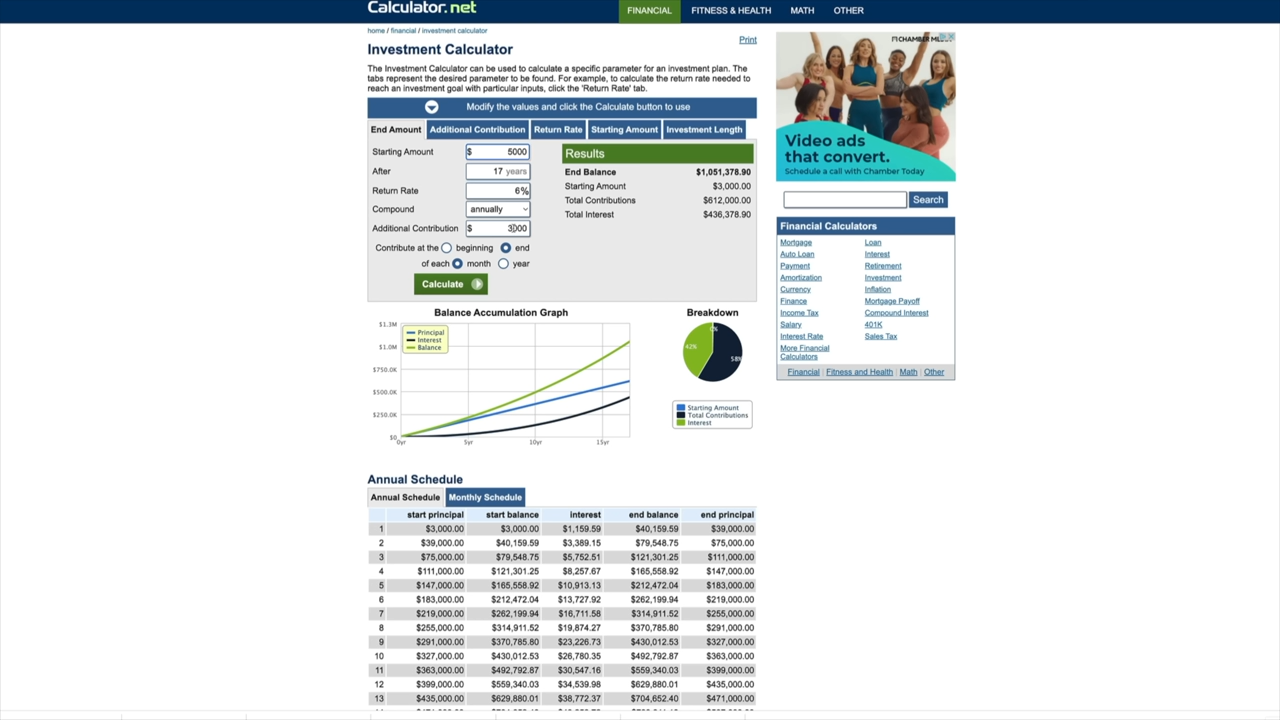 Calculator.net
FINANCIAL FITNESS & HEALTH MATH OTHER
home / financial / investment calculator
Print
Investment Calculator
The Investment Calculator can be used to calculate a specific parameter for an investment plan. The
tabs represent the desired parameter to be found. For example, to calculate the return rate needed to
reach an investment goal with particular inputs, click the 'Return Rate' tab.
Modify the values and click the Calculate button to use
End Amount Additional Contribution Return Rate Starting Amount Investment Length
Starting Amount $ 5000
After 17 years
Return Rate 6%
Compound annually
Additional Contribution $ 3000
Contribute at the beginning end
of each month year
Calculate
Results
End Balance $1,051,378.90
Starting Amount $3,000.00
Total Contributions $612,000.00
Total Interest $436,378.90
Balance Accumulation Graph
$1.3M
$1.0M
$750.0K
$500.0K
$250.0K
$0
0yr 5yr 10yr 15yr
Principal
Interest
Balance
Breakdown
0%
42%
58%
Starting Amount
Total Contributions
Interest
Annual Schedule
Annual Schedule Monthly Schedule
start principal start balance interest end balance end principal
1 $3,000.00 $3,000.00 $1,159.59 $40,159.59 $39,000.00
2 $39,000.00 $40,159.59 $3,389.15 $79,548.75 $75,000.00
3 $75,000.00 $79,548.75 $5,752.51 $121,301.25 $111,000.00
4 $111,000.00 $121,301.25 $8,257.67 $165,558.92 $147,000.00
5 $147,000.00 $165,558.92 $10,913.13 $212,472.04 $183,000.00
6 $183,000.00 $212,472.04 $13,727.92 $262,199.94 $219,000.00
7 $219,000.00 $262,199.94 $16,711.58 $314,911.52 $255,000.00
8 $255,000.00 $314,911.52 $19,874.27 $370,785.80 $291,000.00
9 $291,000.00 $370,785.80 $23,226.73 $430,012.53 $327,000.00
10 $327,000.00 $430,012.53 $26,780.35 $492,792.87 $363,000.00
11 $363,000.00 $492,792.87 $30,547.16 $559,340.03 $399,000.00
12 $399,000.00 $559,340.03 $34,539.98 $629,880.01 $435,000.00
13 $435,000.00 $629,880.01 $38,772.37 $704,652.40 $471,000.00
CHAMBER
Video ads
that convert.
Schedule a call with Chamber Today
Search
Financial Calculators
Mortgage Loan
Auto Loan Interest
Payment Retirement
Amortization Investment
Currency Inflation
Finance Mortgage Payoff
Income Tax Compound Interest
Salary 401K
Interest Rate Sales Tax
More Financial
Calculators
Financial | Fitness and Health | Math | Other